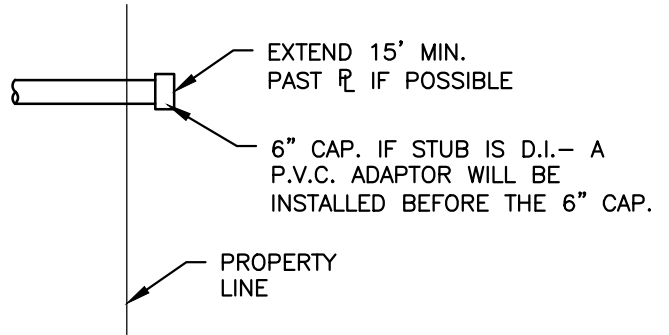 EXTEND 15' MIN.
PAST ⅊ IF POSSIBLE
6" CAP. IF STUB IS D.I.– A
P.V.C. ADAPTOR WILL BE
INSTALLED BEFORE THE 6" CAP.
PROPERTY
LINE